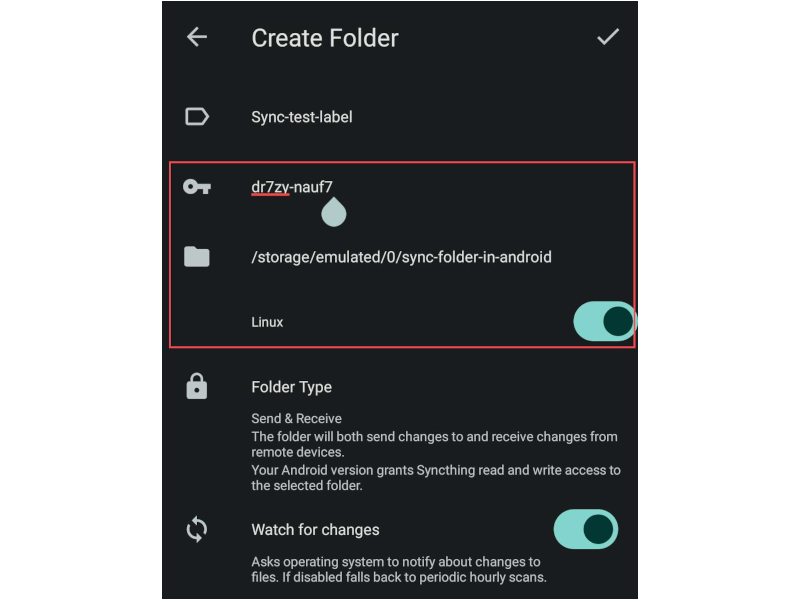 Create Folder
Sync-test-label
dr7zy-nauf7
/storage/emulated/0/sync-folder-in-android
Linux
Folder Type
Send & Receive
The folder will both send changes to and receive changes from
remote devices.
Your Android version grants Syncthing read and write access to
the selected folder.
Watch for changes
Asks operating system to notify about changes to
files. If disabled falls back to periodic hourly scans.